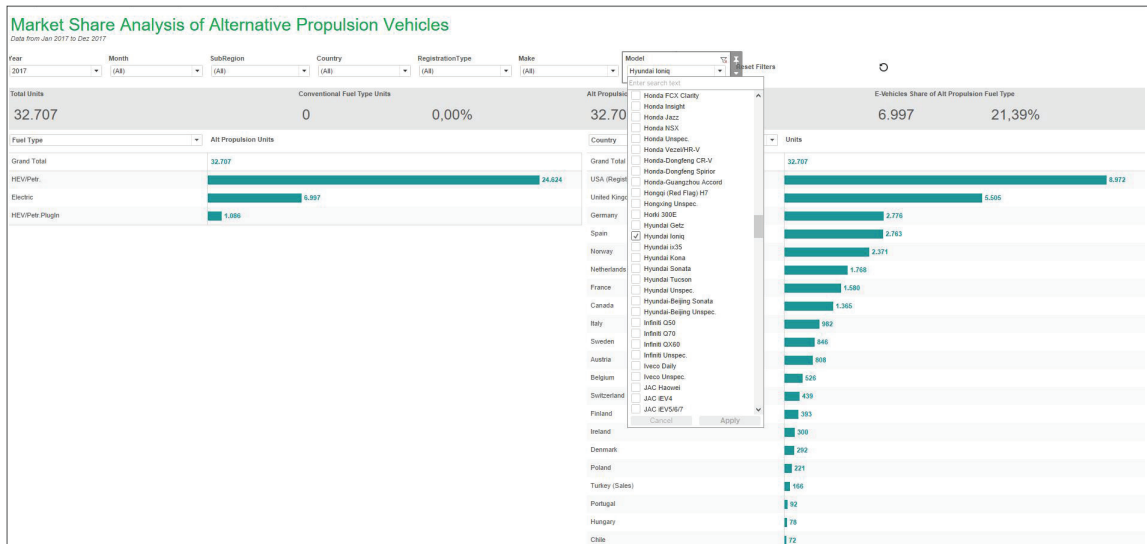 Market Share Analysis of Alternative Propulsion Vehicles
Data from Jan 2017 to Dez 2017
Year Month SubRegion Country RegistrationType Make Model
2017 (All) (All) (All) (All) (All) Hyundai Ioniq
Reset Filters
Enter search text
Honda FCX Clarity
Honda Insight
Honda Jazz
Honda NSX
Honda Unspec.
Honda Vezel/HR-V
Honda-Dongfeng CR-V
Honda-Dongfeng Spirior
Honda-Guangzhou Accord
Hongqi (Red Flag) H7
Hongxing Unspec.
Horki 300E
Hyundai Getz
Hyundai Ioniq
Hyundai ix35
Hyundai Kona
Hyundai Sonata
Hyundai Tucson
Hyundai Unspec.
Hyundai-Beijing Sonata
Hyundai-Beijing Unspec.
Infiniti Q50
Infiniti Q70
Infiniti QX60
Infiniti Unspec.
Iveco Daily
Iveco Unspec.
JAC Haowei
JAC iEV4
JAC iEV5/6/7
Cancel Apply
Total Units Conventional Fuel Type Units Alt Propulsio E-Vehicles Share of Alt Propulsion Fuel Type
32.707 0 0,00% 32.70 6.997 21,39%
Fuel Type Alt Propulsion Units
Grand Total 32.707
HEV/Petr. 24.624
Electric 6.997
HEV/Petr.PlugIn 1.086
Country Units
Grand Total 32.707
USA (Regist 8.972
United Kingd 5.505
Germany 2.776
Spain 2.763
Norway 2.371
Netherlands 1.768
France 1.580
Canada 1.365
Italy 982
Sweden 846
Austria 808
Belgium 526
Switzerland 439
Finland 393
Ireland 300
Denmark 292
Poland 221
Turkey (Sales) 166
Portugal 92
Hungary 78
Chile 72